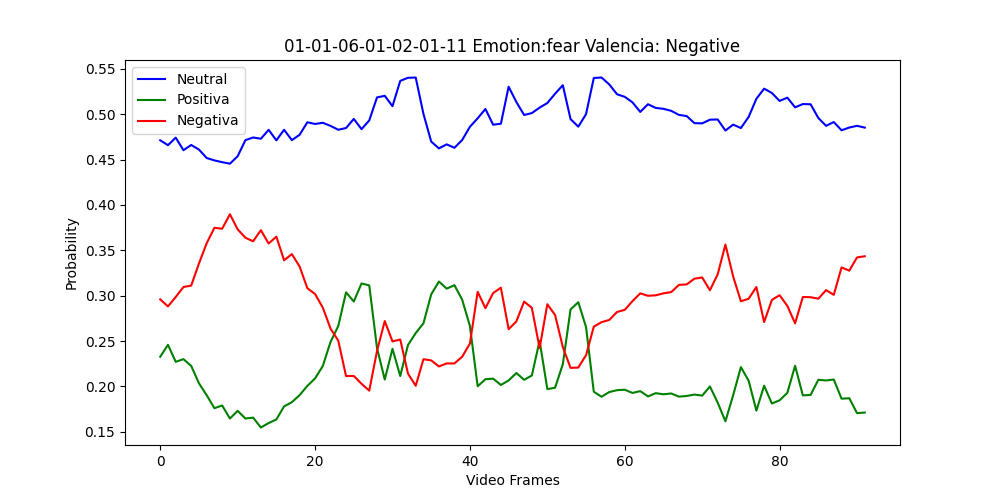 01-01-06-01-02-01-11 Emotion:fear Valencia: Negative
Neutral
Positiva
Negativa
0.55
0.50
0.45
0.40
0.35
0.30
0.25
0.20
0.15
Probability
0
20
40
60
80
Video Frames